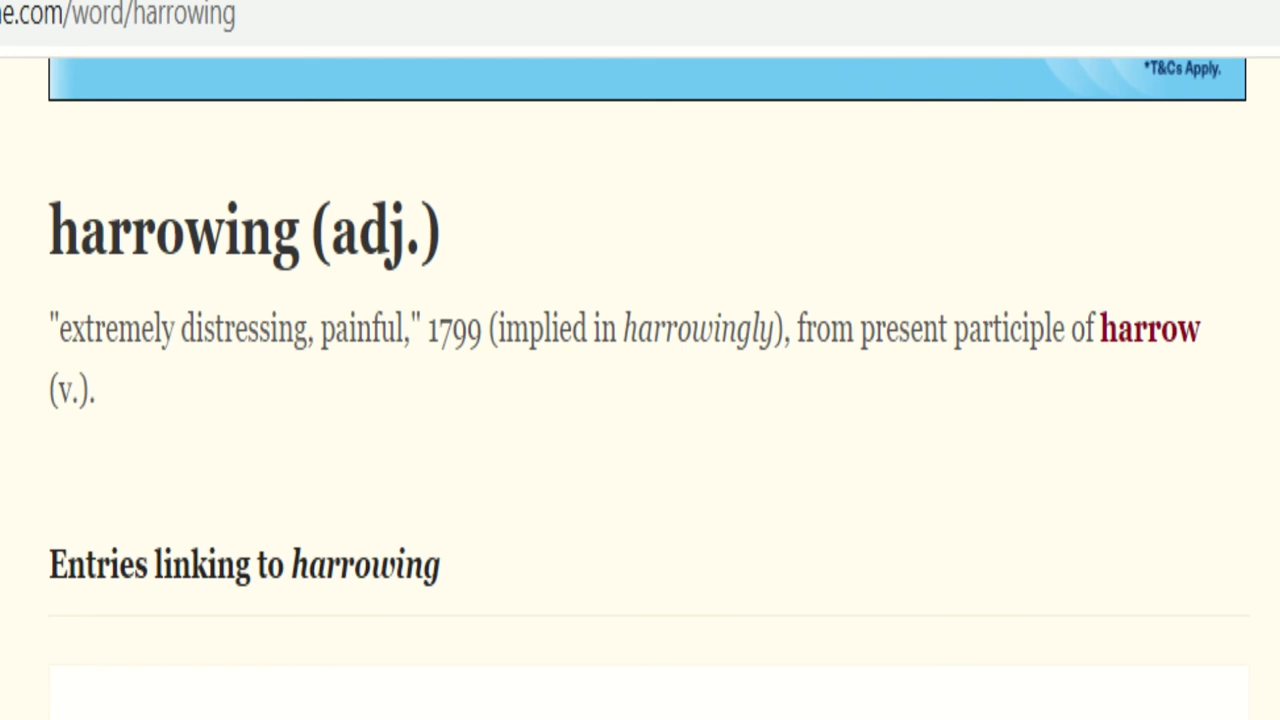 e.com/word/harrowing
*T&Cs Apply.
harrowing (adj.)
"extremely distressing, painful," 1799 (implied in harrowingly), from present participle of harrow
(v.).
Entries linking to harrowing